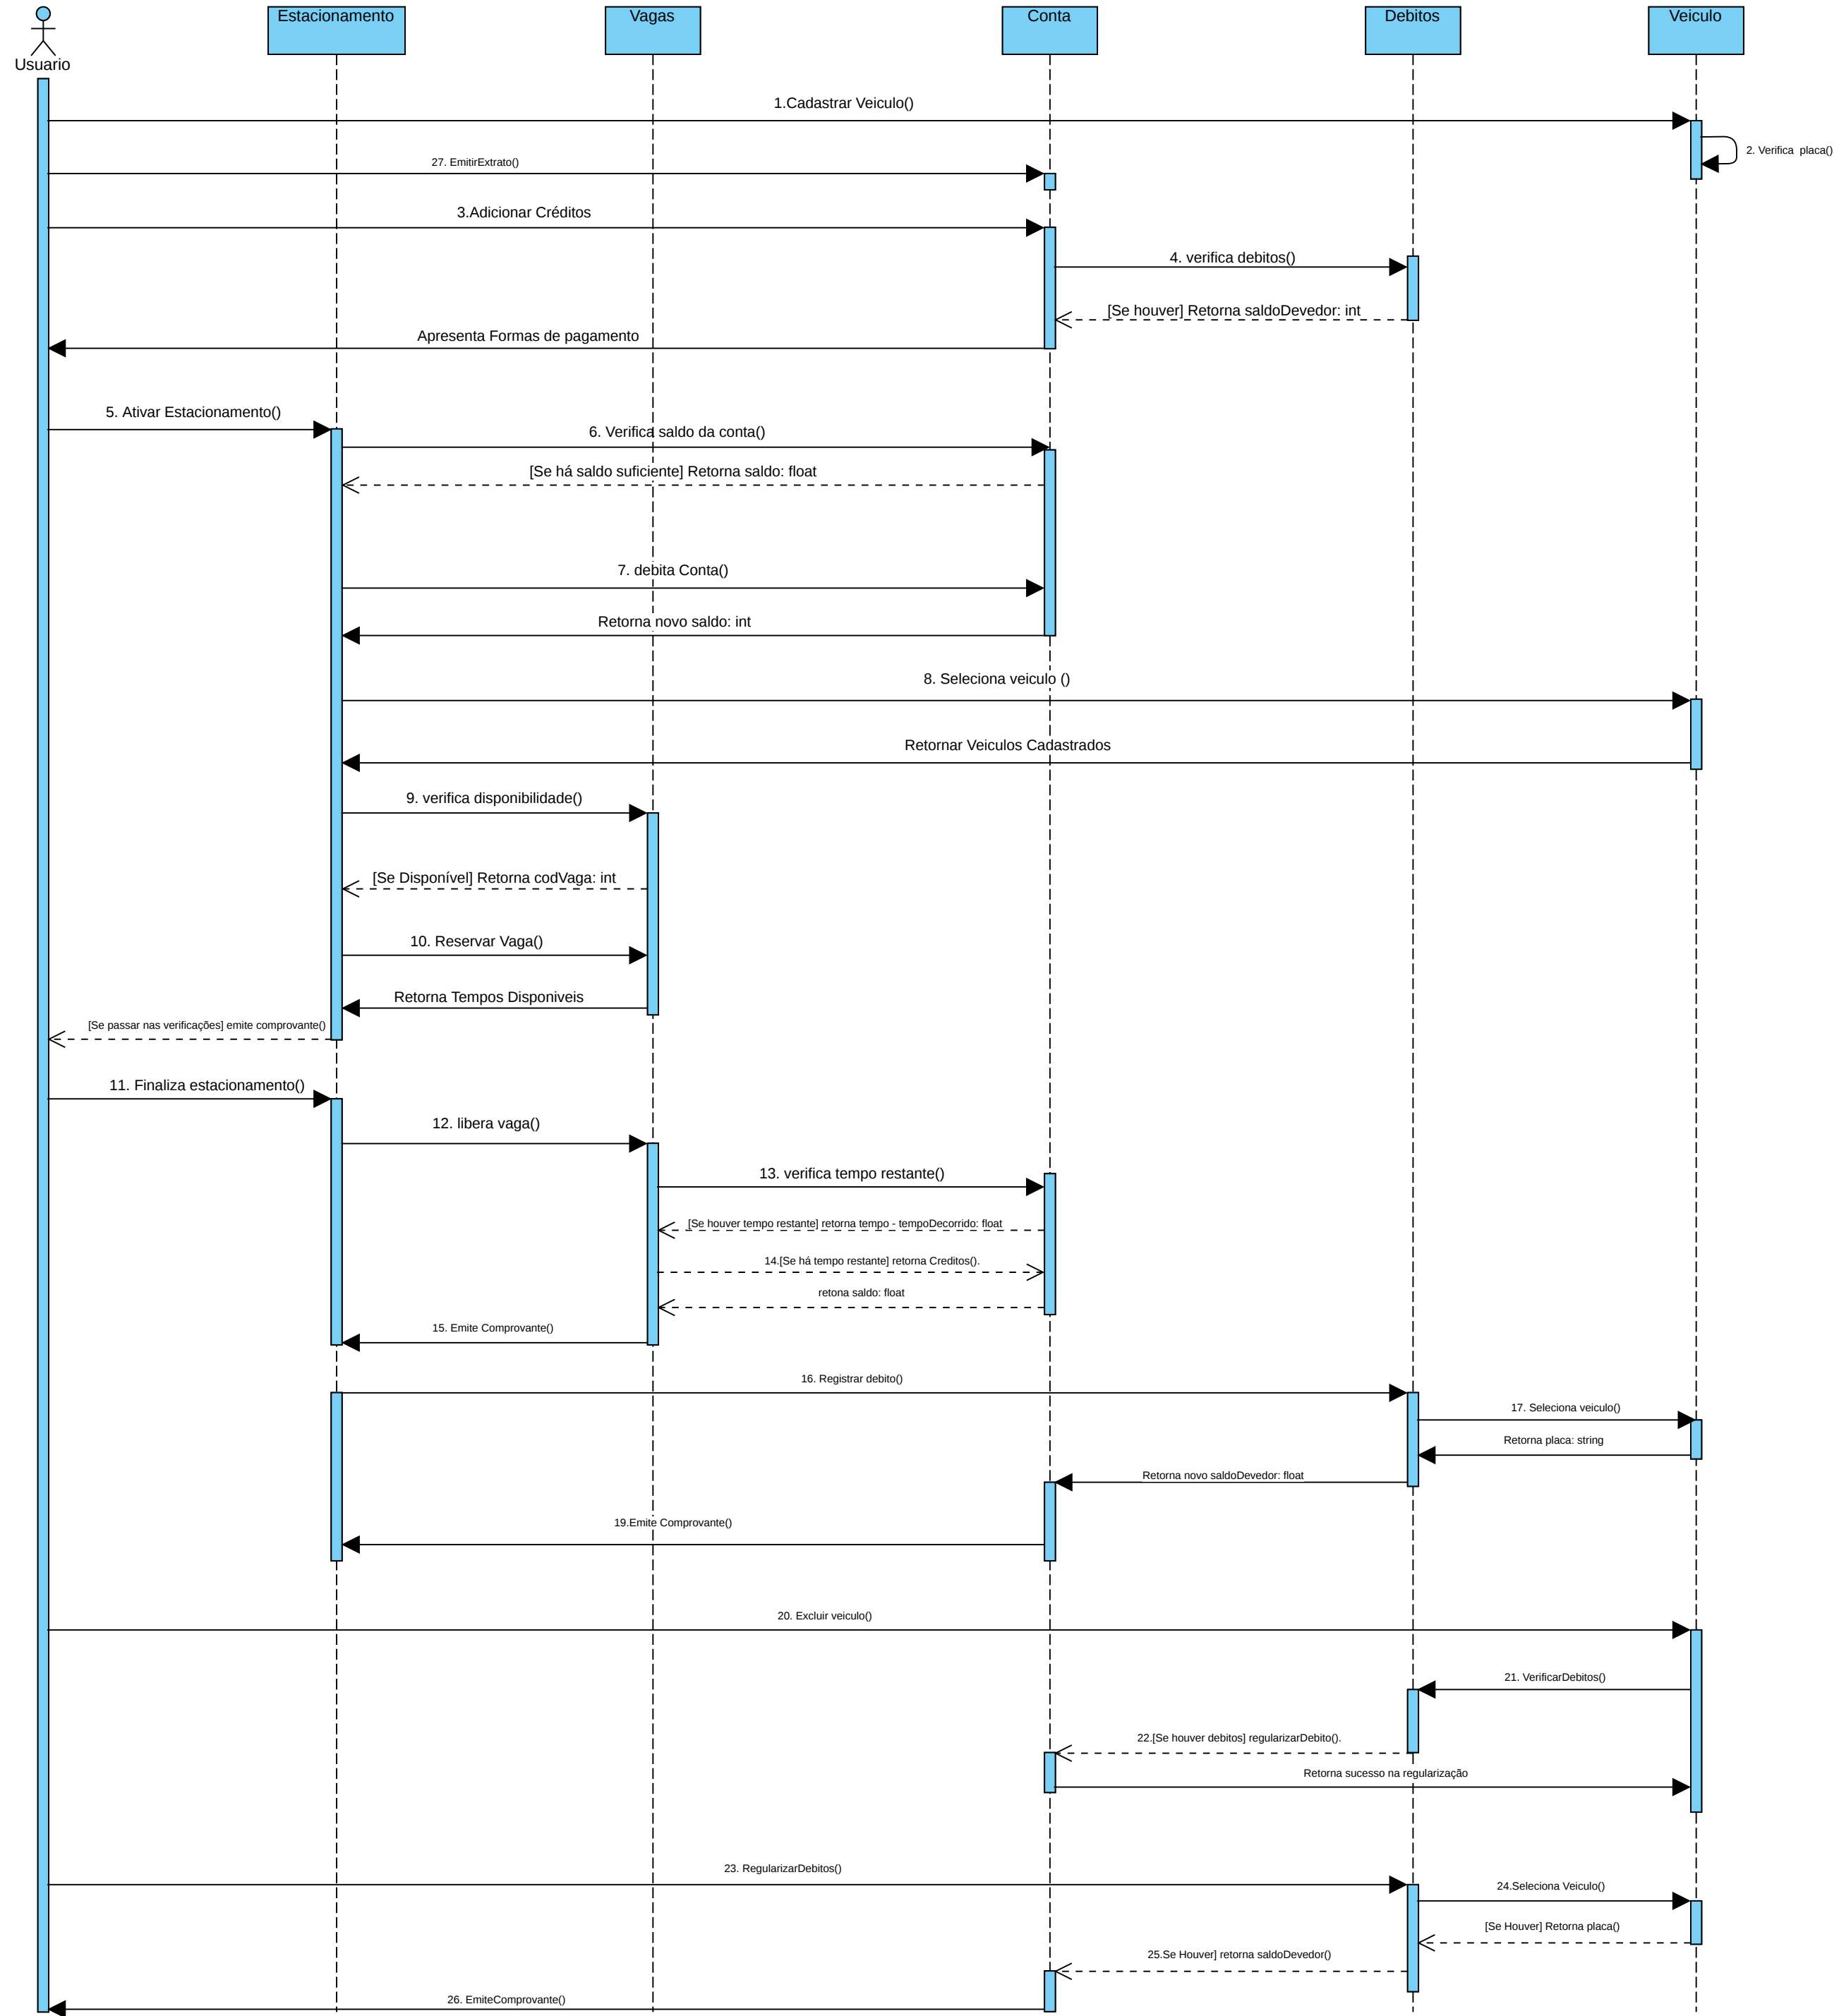 Usuario
Estacionamento
Vagas
Conta
Debitos
Veiculo
1.Cadastrar Veiculo()
2. Verifica  placa()
27. EmitirExtrato()
3.Adicionar Créditos
4. verifica debitos()
[Se houver] Retorna saldoDevedor: int
Apresenta Formas de pagamento
5. Ativar Estacionamento()
6. Verifica saldo da conta()
[Se há saldo suficiente] Retorna saldo: float
7. debita Conta()
Retorna novo saldo: int
8. Seleciona veiculo ()
Retornar Veiculos Cadastrados
9. verifica disponibilidade()
[Se Disponível] Retorna codVaga: int
10. Reservar Vaga()
Retorna Tempos Disponiveis
[Se passar nas verificações] emite comprovante()
11. Finaliza estacionamento()
12. libera vaga()
13. verifica tempo restante()
[Se houver tempo restante] retorna tempo - tempoDecorrido: float
14.[Se há tempo restante] retorna Creditos().
retona saldo: float
15. Emite Comprovante()
16. Registrar debito()
17. Seleciona veiculo()
Retorna placa: string
Retorna novo saldoDevedor: float
19.Emite Comprovante()
20. Excluir veiculo()
21. VerificarDebitos()
22.[Se houver debitos] regularizarDebito().
Retorna sucesso na regularização
23. RegularizarDebitos()
24.Seleciona Veiculo()
[Se Houver] Retorna placa()
25.Se Houver] retorna saldoDevedor()
26. EmiteComprovante()